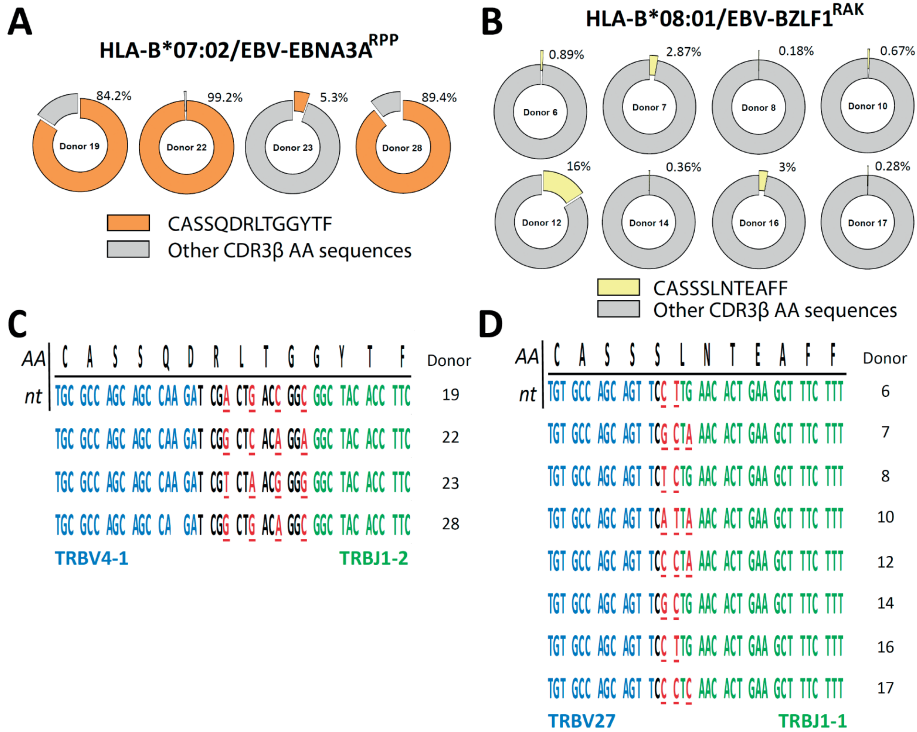 A
HLA-B*07:02/EBV-EBNA3A^RPP
84.2%
99.2%
5.3%
89.4%
Donor 19
Donor 22
Donor 23
Donor 28
CASSQDRLTGGYTF
Other CDR3β AA sequences
B
HLA-B*08:01/EBV-BZLF1^RAK
0.89%
2.87%
0.18%
0.67%
Donor 6
Donor 7
Donor 8
Donor 10
16%
0.36%
3%
0.28%
Donor 12
Donor 14
Donor 16
Donor 17
CASSSLNTEAFF
Other CDR3β AA sequences
C
AA C A S S Q D R L T G G Y T F Donor
nt TGC GCC AGC AGC CAA GAT CGA CTG ACC GGC GGC TAC ACC TTC 19
TGC GCC AGC AGC CAA GAT CGG CTC ACA GGA GGC TAC ACC TTC 22
TGC GCC AGC AGC CAA GAT CGT CTA ACG GGG GGC TAC ACC TTC 23
TGC GCC AGC AGC CA GAT CGG CTG ACA GGC GGC TAC ACC TTC 28
TRBV4-1 TRBJ1-2
D
AA C A S S S L N T E A F F Donor
nt TGT GCC AGC AGT TCC TTG AAC ACT GAA GCT TTC TTT 6
TGT GCC AGC AGT TCG CTA AAC ACT GAA GCT TTC TTT 7
TGT GCC AGC AGT TCT CTG AAC ACT GAA GCT TTC TTT 8
TGT GCC AGC AGT TCA TTA AAC ACT GAA GCT TTC TTT 10
TGT GCC AGC AGT TCC CTA AAC ACT GAA GCT TTC TTT 12
TGT GCC AGC AGT TCG CTG AAC ACT GAA GCT TTC TTT 14
TGT GCC AGC AGT TCC TTG AAC ACT GAA GCT TTC TTT 16
TGT GCC AGC AGT TCC CTC AAC ACT GAA GCT TTC TTT 17
TRBV27 TRBJ1-1